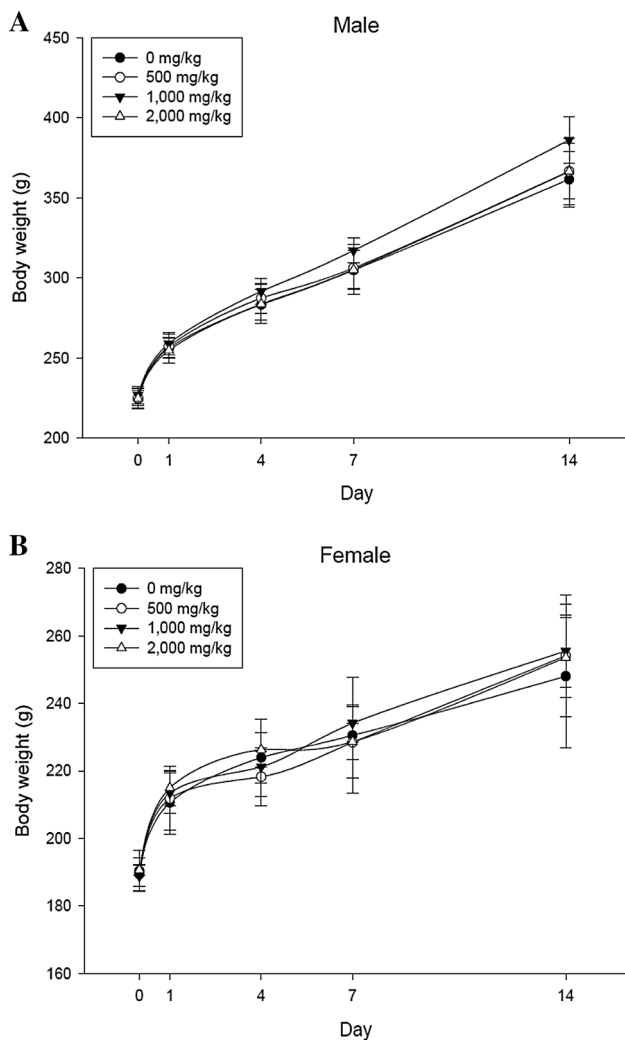 A
Male
450
400
350
300
250
200
0 mg/kg
500 mg/kg
1,000 mg/kg
2,000 mg/kg
Body weight (g)
0 1 4 7 14
Day
B
Female
280
260
240
220
200
180
160
0 mg/kg
500 mg/kg
1,000 mg/kg
2,000 mg/kg
Body weight (g)
0 1 4 7 14
Day